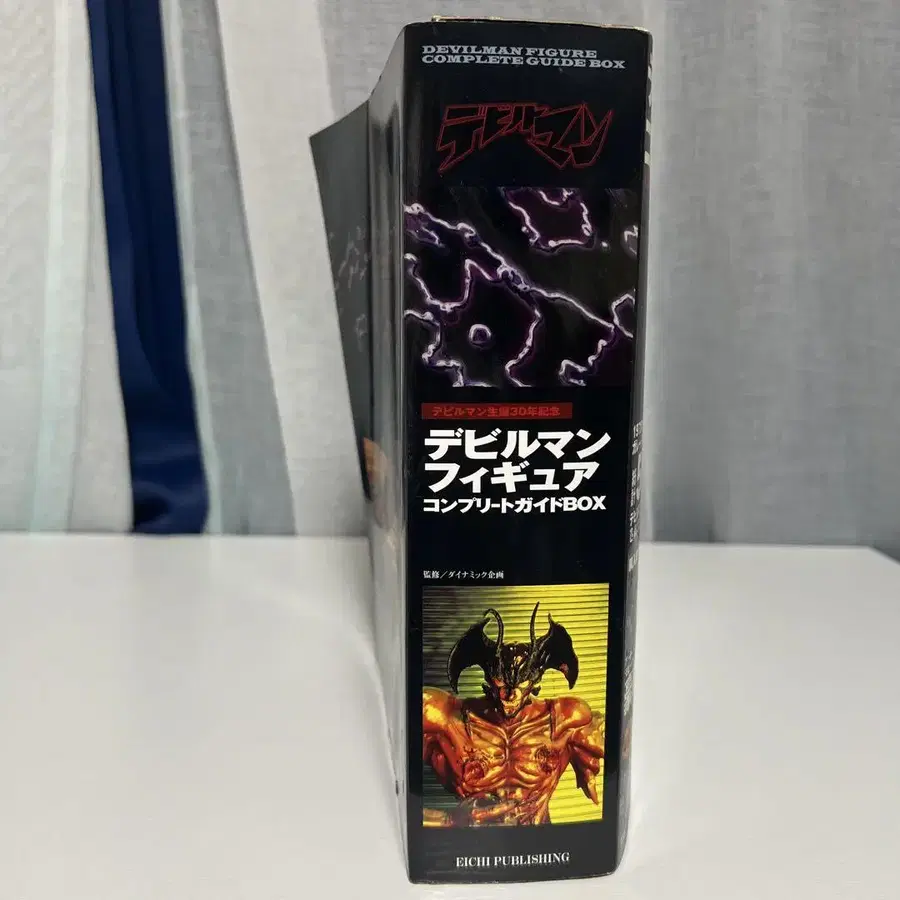 DEVILMAN FIGURE
COMPLETE GUIDE BOX
デビルマン
デビルマン生誕30年記念
デビルマン
フィギュア
コンプリートガイドBOX
監修/ダイナミック企画
EICHI PUBLISHING